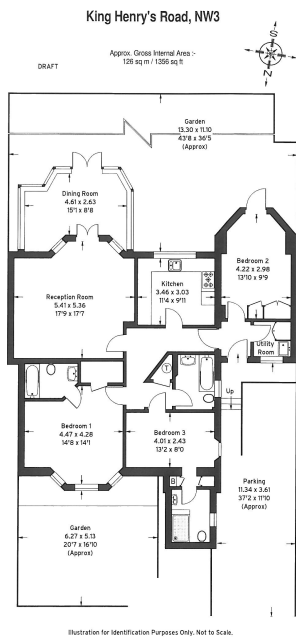 King Henry's Road, NW3
Approx. Gross Internal Area :-
126 sq m / 1356 sq ft
DRAFT
S
N
Garden
13.30 x 11.10
43'8 x 36'5
(Approx)
Dining Room
4.61 x 2.63
15'1 x 8'8
Bedroom 2
4.22 x 2.98
13'10 x 9'9
Kitchen
3.46 x 3.03
11'4 x 9'11
Reception Room
5.41 x 5.36
17'9 x 17'7
Utility
Room
T
Up
Bedroom 1
4.47 x 4.28
14'8 x 14'1
Bedroom 3
4.01 x 2.43
13'2 x 8'0
B
Parking
11.34 x 3.61
37'2 x 11'10
(Approx)
Garden
6.27 x 5.13
20'7 x 16'10
(Approx)
Illustration for Identification Purposes Only. Not to Scale.